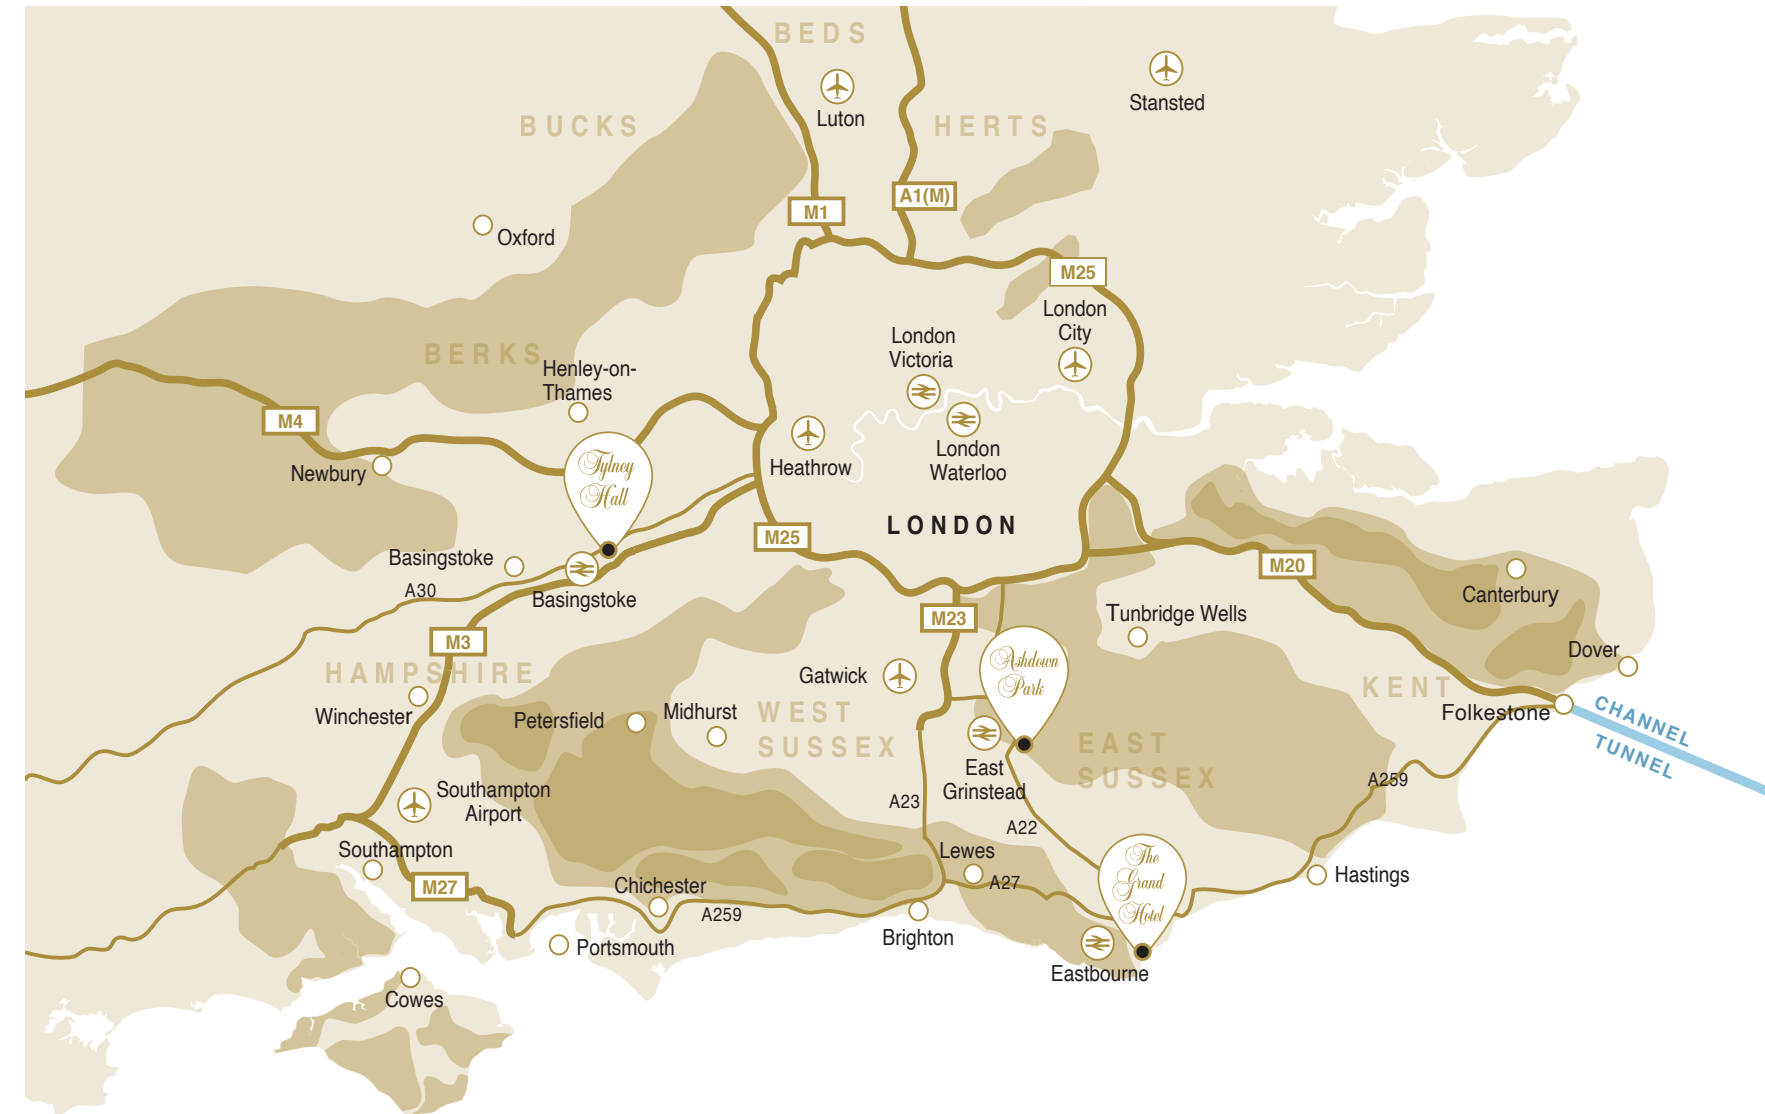 BEDS
Luton
Stansted
BUCKS
HERTS
A1(M)
M1
Oxford
M25
London
City
London
Victoria
BERKS
Henley-on-
Thames
M4
Newbury
Tylney
Hall
Heathrow
London
Waterloo
LONDON
M25
Basingstoke
A30
Basingstoke
M3
M20
Canterbury
Tunbridge Wells
M23
Dover
HAMPSHIRE
Winchester
Petersfield
Midhurst
Gatwick
WEST
SUSSEX
Ashdown
Park
KENT
Folkestone
CHANNEL
TUNNEL
EAST
SUSSEX
East
Grinstead
A259
Southampton
Airport
A23
A22
Southampton
M27
Chichester
A259
Lewes
A27
The
Grand
Hotel
Hastings
Portsmouth
Brighton
Eastbourne
Cowes